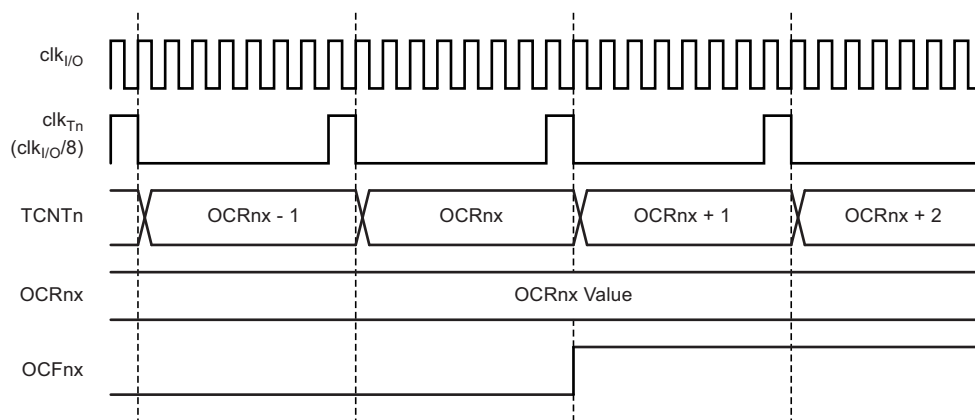 clkI/O
clkTn
(clkI/O/8)
TCNTn OCRnx - 1 OCRnx OCRnx + 1 OCRnx + 2
OCRnx OCRnx Value
OCFnx